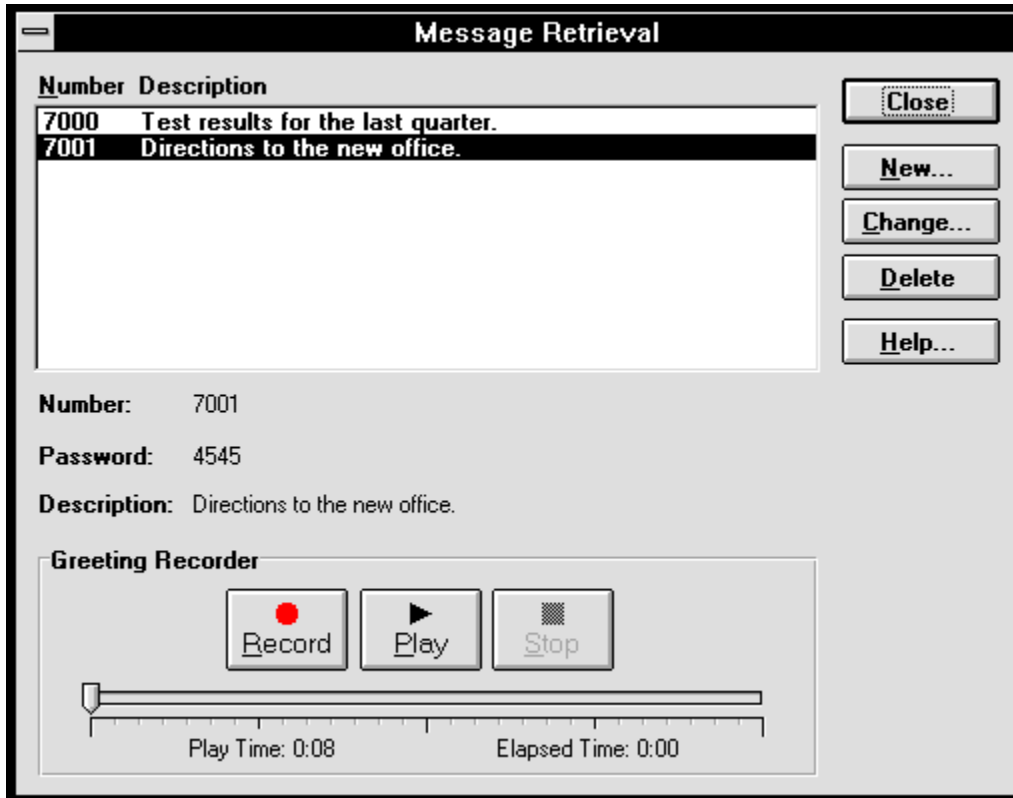 Message Retrieval
Number Description
7000 Test results for the last quarter.
7001 Directions to the new office.
Close
New...
Change...
Delete
Help...
Number: 7001
Password: 4545
Description: Directions to the new office.
Greeting Recorder
Record Play Stop
Play Time: 0:08 Elapsed Time: 0:00